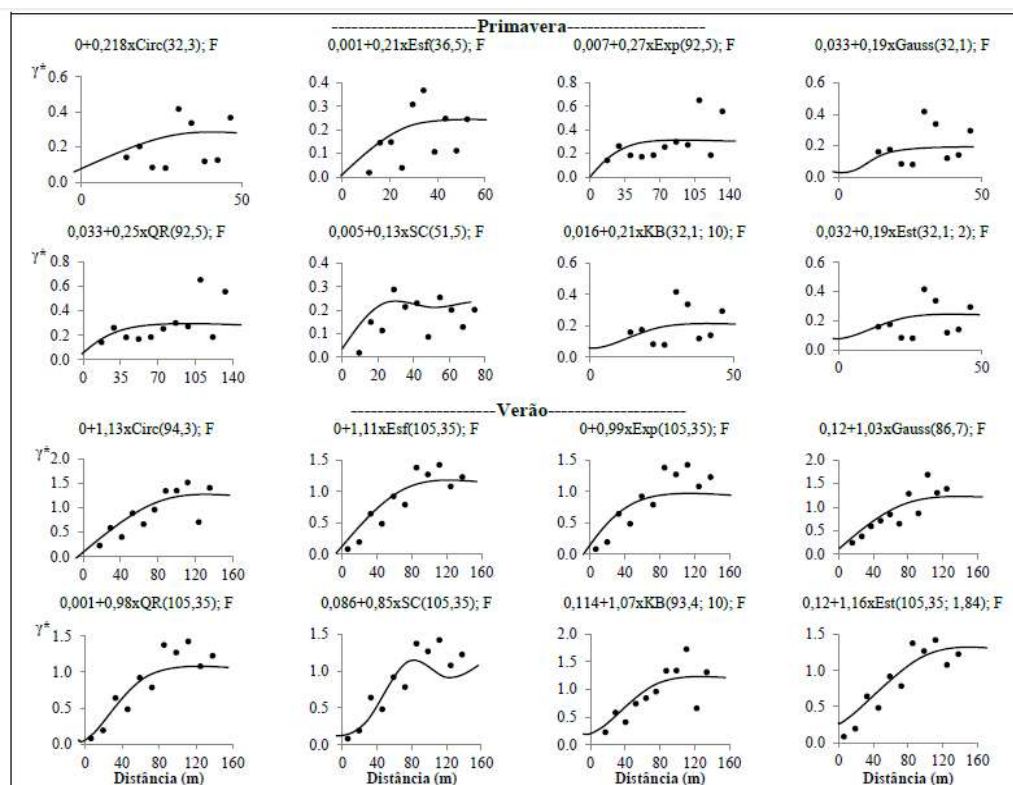 -----------------------Primavera-----------------------
0+0,218xCirc(32,3); F
0,001+0,21xEsf(36,5); F
0,007+0,27xExp(92,5); F
0,033+0,19xGauss(32,1); F
γ*
0.6
0.4
0.2
0.0
0 50
0.4
0.3
0.2
0.1
0.0
0 20 40 60
0.8
0.6
0.4
0.2
0.0
0 35 70 105 140
0.6
0.4
0.2
0.0
0 50
0,033+0,25xQR(92,5); F
0,005+0,13xSC(51,5); F
0,016+0,21xKB(32,1; 10); F
0,032+0,19xEst(32,1; 2); F
γ*
0.8
0.6
0.4
0.2
0.0
0 35 70 105 140
0.4
0.3
0.2
0.1
0.0
0 20 40 60 80
0.6
0.4
0.2
0.0
0 50
0.6
0.4
0.2
0.0
0 50
-----------------------Verão-----------------------
0+1,13xCirc(94,3); F
0+1,11xEsf(105,35); F
0+0,99xExp(105,35); F
0,12+1,03xGauss(86,7); F
γ*
2.0
1.5
1.0
0.5
0.0
0 40 80 120 160
1.5
1.0
0.5
0.0
0 40 80 120 160
1.5
1.0
0.5
0.0
0 40 80 120 160
2.0
1.5
1.0
0.5
0.0
0 40 80 120 160
0,001+0,98xQR(105,35); F
0,086+0,85xSC(105,35); F
0,114+1,07xKB(93,4; 10); F
0,12+1,16xEst(105,35; 1,84); F
γ*
1.5
1.0
0.5
0.0
0 40 80 120 160
Distância (m)
1.5
1.0
0.5
0.0
0 40 80 120 160
Distância (m)
2.0
1.5
1.0
0.5
0.0
0 40 80 120 160
Distância (m)
1.5
1.0
0.5
0.0
0 40 80 120 160
Distância (m)